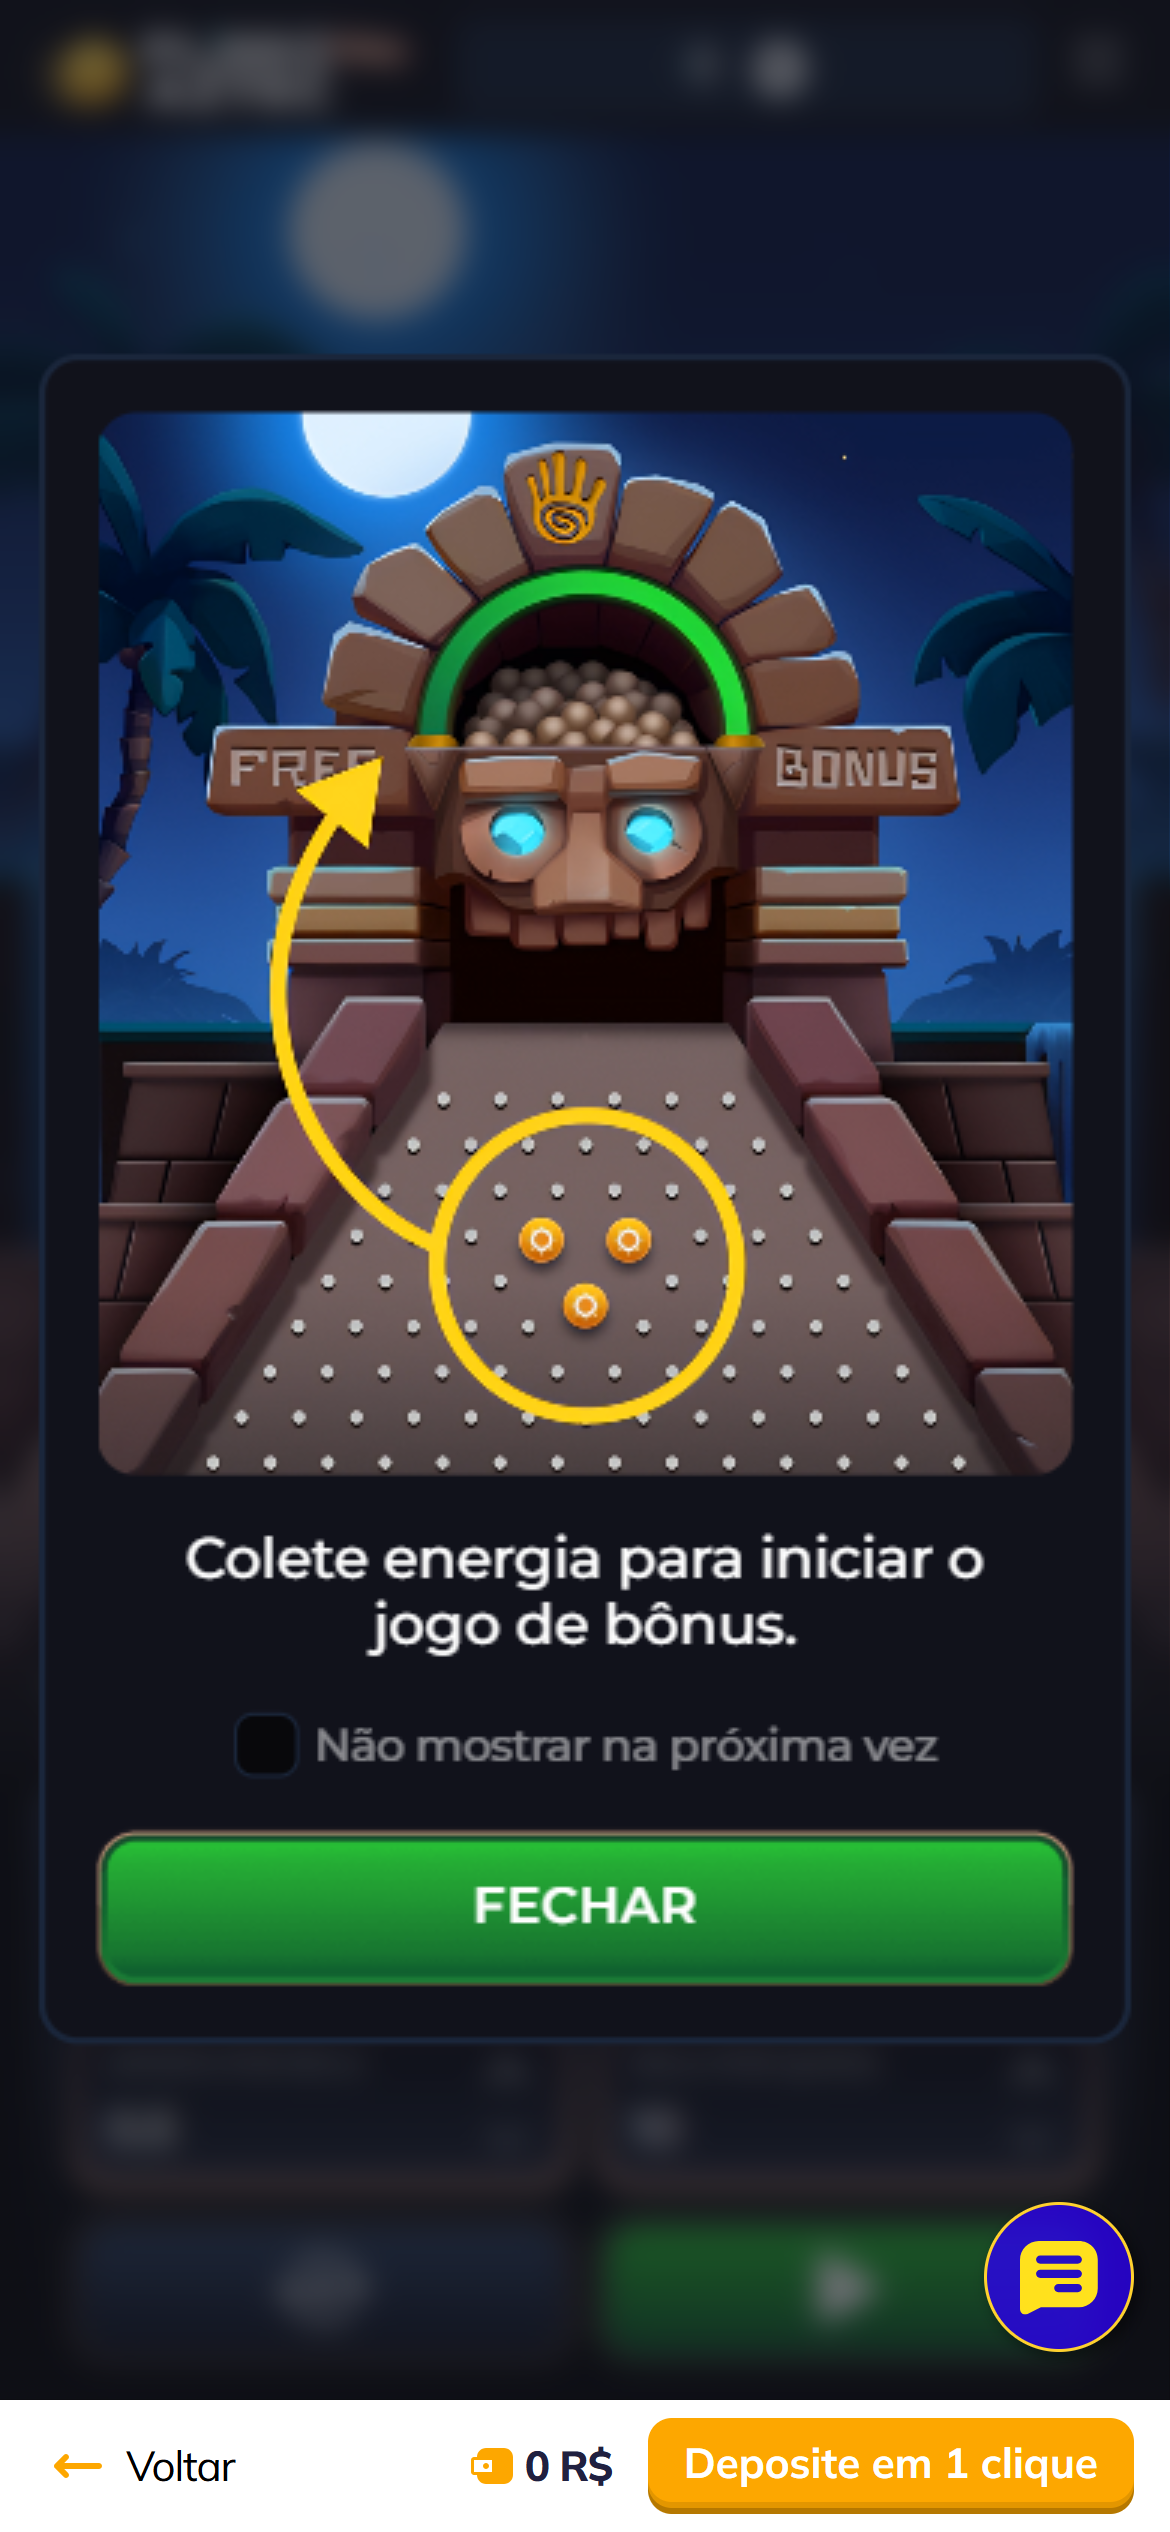 FREE
BONUS
Colete energia para iniciar o
jogo de bônus.
Não mostrar na próxima vez
FECHAR
Voltar
0 R$
Deposite em 1 clique